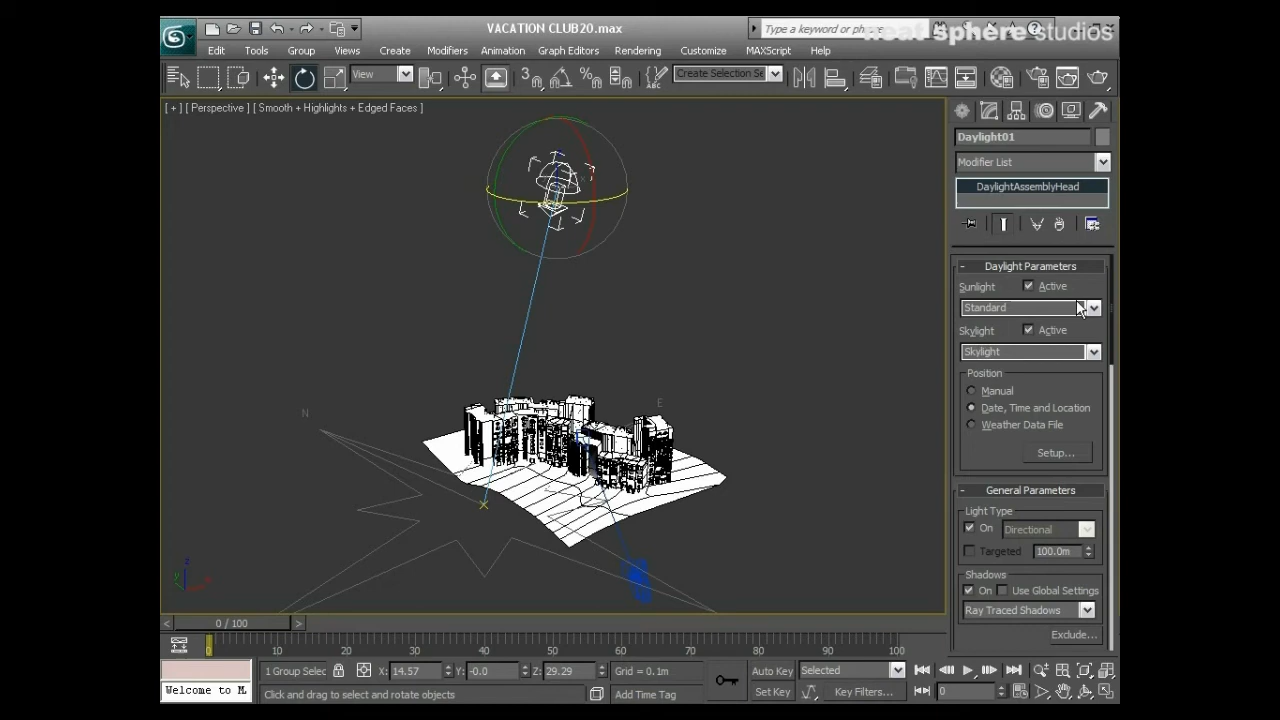 VACATION CLUB20.max
Type a keyword or phrase
neat sphere studios
Edit Tools Group Views Create Modifiers Animation Graph Editors Rendering Customize MAXScript Help
View
3
%
ABC
Create Selection Se
[ + ] [ Perspective ] [ Smooth + Highlights + Edged Faces ]
Daylight01
Modifier List
DaylightAssemblyHead
- Daylight Parameters
Sunlight Active
Standard
Skylight Active
Skylight
Position
Manual
Date, Time and Location
Weather Data File
Setup...
- General Parameters
Light Type
On Directional
Targeted 100.0m
Shadows
On Use Global Settings
Ray Traced Shadows
Exclude...
N
E
x
z
y
< 0 / 100 >
0 10 20 30 40 50 60 70 80 90 100
1 Group Selec X: 14.57 Y: -0.0 Z: 29.29 Grid = 0.1m Auto Key Selected
Welcome to M
Click and drag to select and rotate objects Add Time Tag Set Key Key Filters... 0